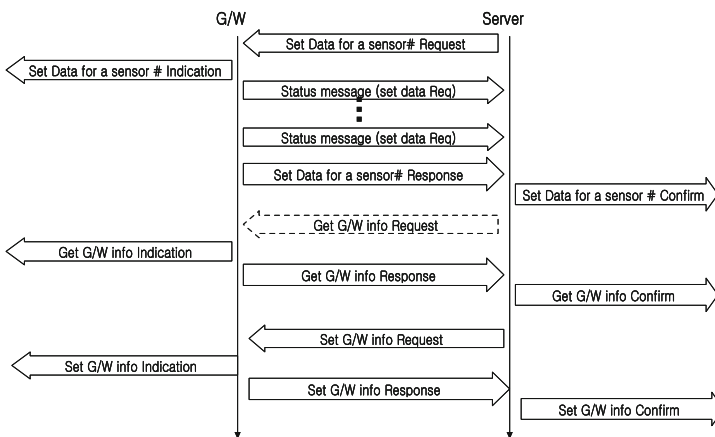 G/W
Server
Set Data for a sensor# Request
Set Data for a sensor # Indication
Status message (set data Req)
Status message (set data Req)
Set Data for a sensor# Response
Set Data for a sensor # Confirm
Get G/W info Request
Get G/W info Indication
Get G/W info Response
Get G/W info Confirm
Set G/W info Request
Set G/W info Indication
Set G/W info Response
Set G/W info Confirm